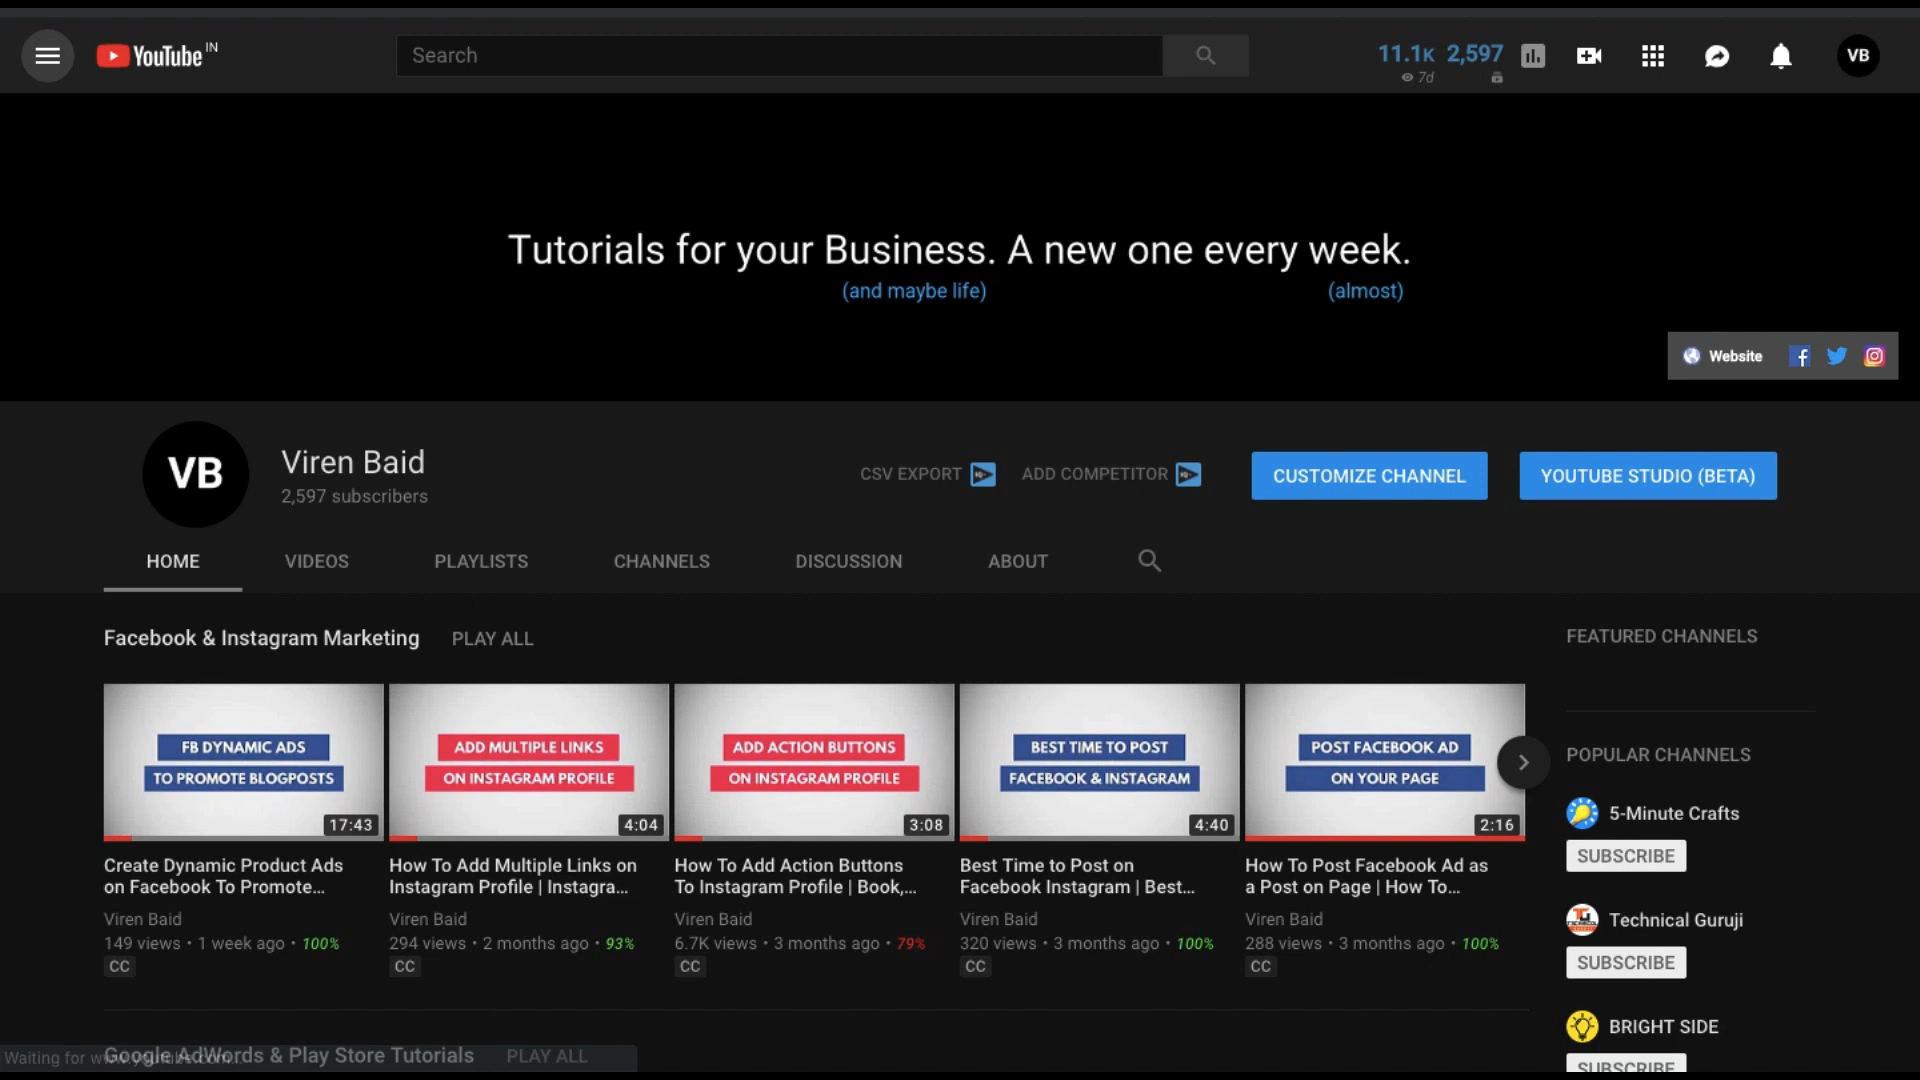 YouTube IN
Search
11.1K 2,597
7d
VB
Tutorials for your Business. A new one every week.
(and maybe life) (almost)
Website
VB
Viren Baid
2,597 subscribers
CSV EXPORT
ADD COMPETITOR
CUSTOMIZE CHANNEL
YOUTUBE STUDIO (BETA)
HOME VIDEOS PLAYLISTS CHANNELS DISCUSSION ABOUT
Facebook & Instagram Marketing PLAY ALL
FB DYNAMIC ADS
TO PROMOTE BLOGPOSTS
17:43
Create Dynamic Product Ads
on Facebook To Promote...
Viren Baid
149 views • 1 week ago • 100%
CC
ADD MULTIPLE LINKS
ON INSTAGRAM PROFILE
4:04
How To Add Multiple Links on
Instagram Profile | Instagra...
Viren Baid
294 views • 2 months ago • 93%
CC
ADD ACTION BUTTONS
ON INSTAGRAM PROFILE
3:08
How To Add Action Buttons
To Instagram Profile | Book,...
Viren Baid
6.7K views • 3 months ago • 79%
CC
BEST TIME TO POST
FACEBOOK & INSTAGRAM
4:40
Best Time to Post on
Facebook Instagram | Best...
Viren Baid
320 views • 3 months ago • 100%
CC
POST FACEBOOK AD
ON YOUR PAGE
2:16
How To Post Facebook Ad as
a Post on Page | How To...
Viren Baid
288 views • 3 months ago • 100%
CC
Google AdWords & Play Store Tutorials PLAY ALL
Waiting for www.youtube.com...
FEATURED CHANNELS
POPULAR CHANNELS
5-Minute Crafts
SUBSCRIBE
Technical Guruji
SUBSCRIBE
BRIGHT SIDE
SUBSCRIBE